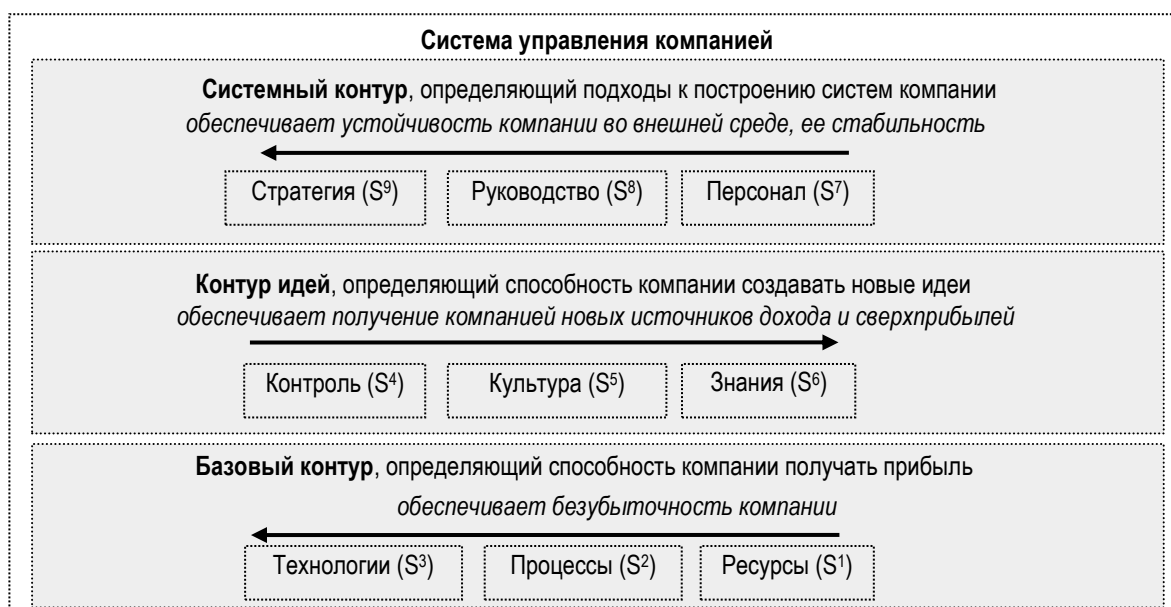 Система управления компанией
Системный контур, определяющий подходы к построению систем компании
обеспечивает устойчивость компании во внешней среде, ее стабильность
Стратегия (S⁹) Руководство (S⁸) Персонал (S⁷)
Контур идей, определяющий способность компании создавать новые идеи
обеспечивает получение компанией новых источников дохода и сверхприбылей
Контроль (S⁴) Культура (S⁵) Знания (S⁶)
Базовый контур, определяющий способность компании получать прибыль
обеспечивает безубыточность компании
Технологии (S³) Процессы (S²) Ресурсы (S¹)